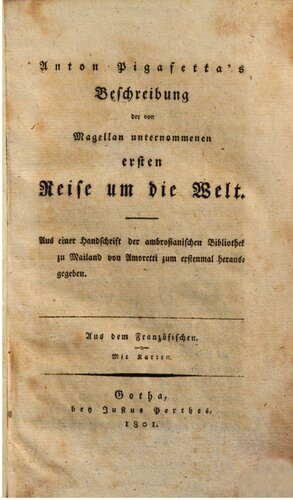 Anton Pigafetta's
Beschreibung
der von
Magellan unternommenen
ersten
Reise um die Welt.
Aus einer Handschrift der ambrosianischen Bibliothek
zu Mailand von Amoretti zum erstenmal heraus-
gegeben.
Aus dem Französischen.
Mit Karten.
Gotha,
bey Justus Perthes,
1801.